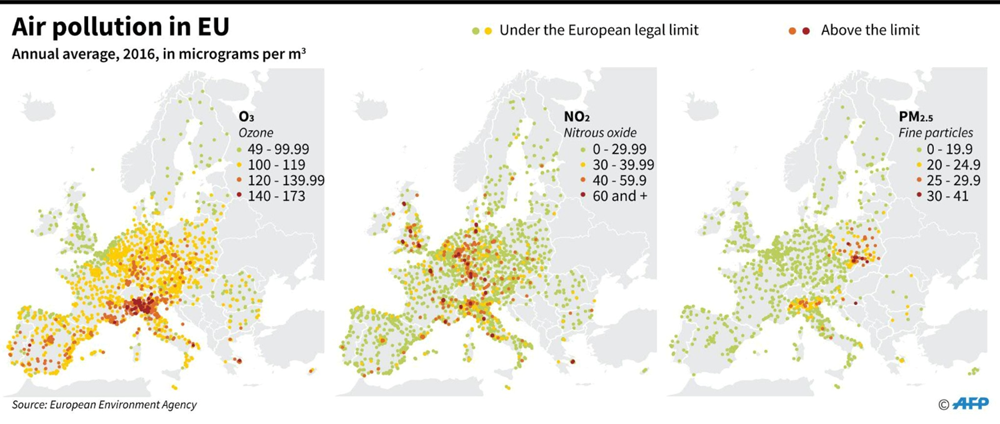 Air pollution in EU
Annual average, 2016, in micrograms per m³
Under the European legal limit
Above the limit
O₃
Ozone
49 - 99.99
100 - 119
120 - 139.99
140 - 173
NO₂
Nitrous oxide
0 - 29.99
30 - 39.99
40 - 59.9
60 and +
PM₂.₅
Fine particles
0 - 19.9
20 - 24.9
25 - 29.9
30 - 41
Source: European Environment Agency
© AFP